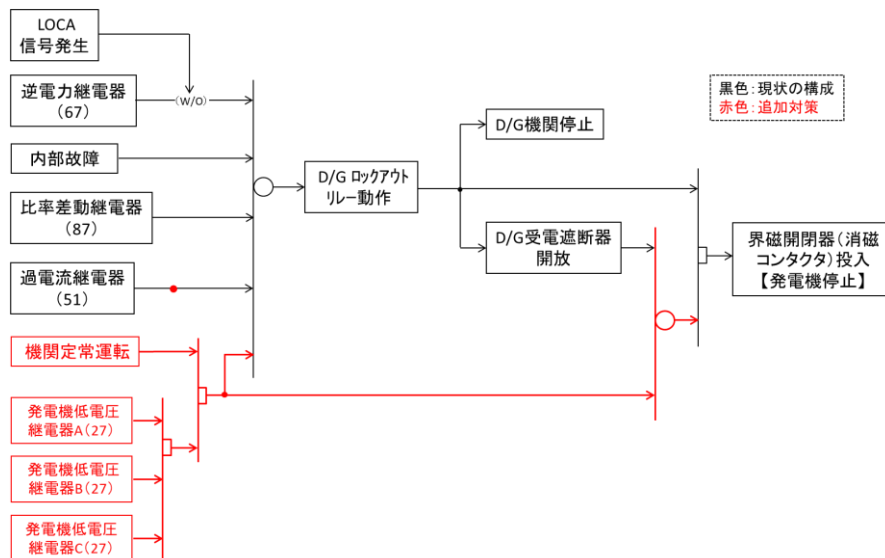 LOCA
信号発生
逆電力継電器
(67)
(W/O)
内部故障
比率差動継電器
(87)
過電流継電器
(51)
機関定常運転
発電機低電圧
継電器A(27)
発電機低電圧
継電器B(27)
発電機低電圧
継電器C(27)
D/G ロックアウト
リレー動作
D/G機関停止
D/G受電遮断器
開放
黒色:現状の構成
赤色:追加対策
界磁開閉器(消磁
コンタクタ)投入
【発電機停止】